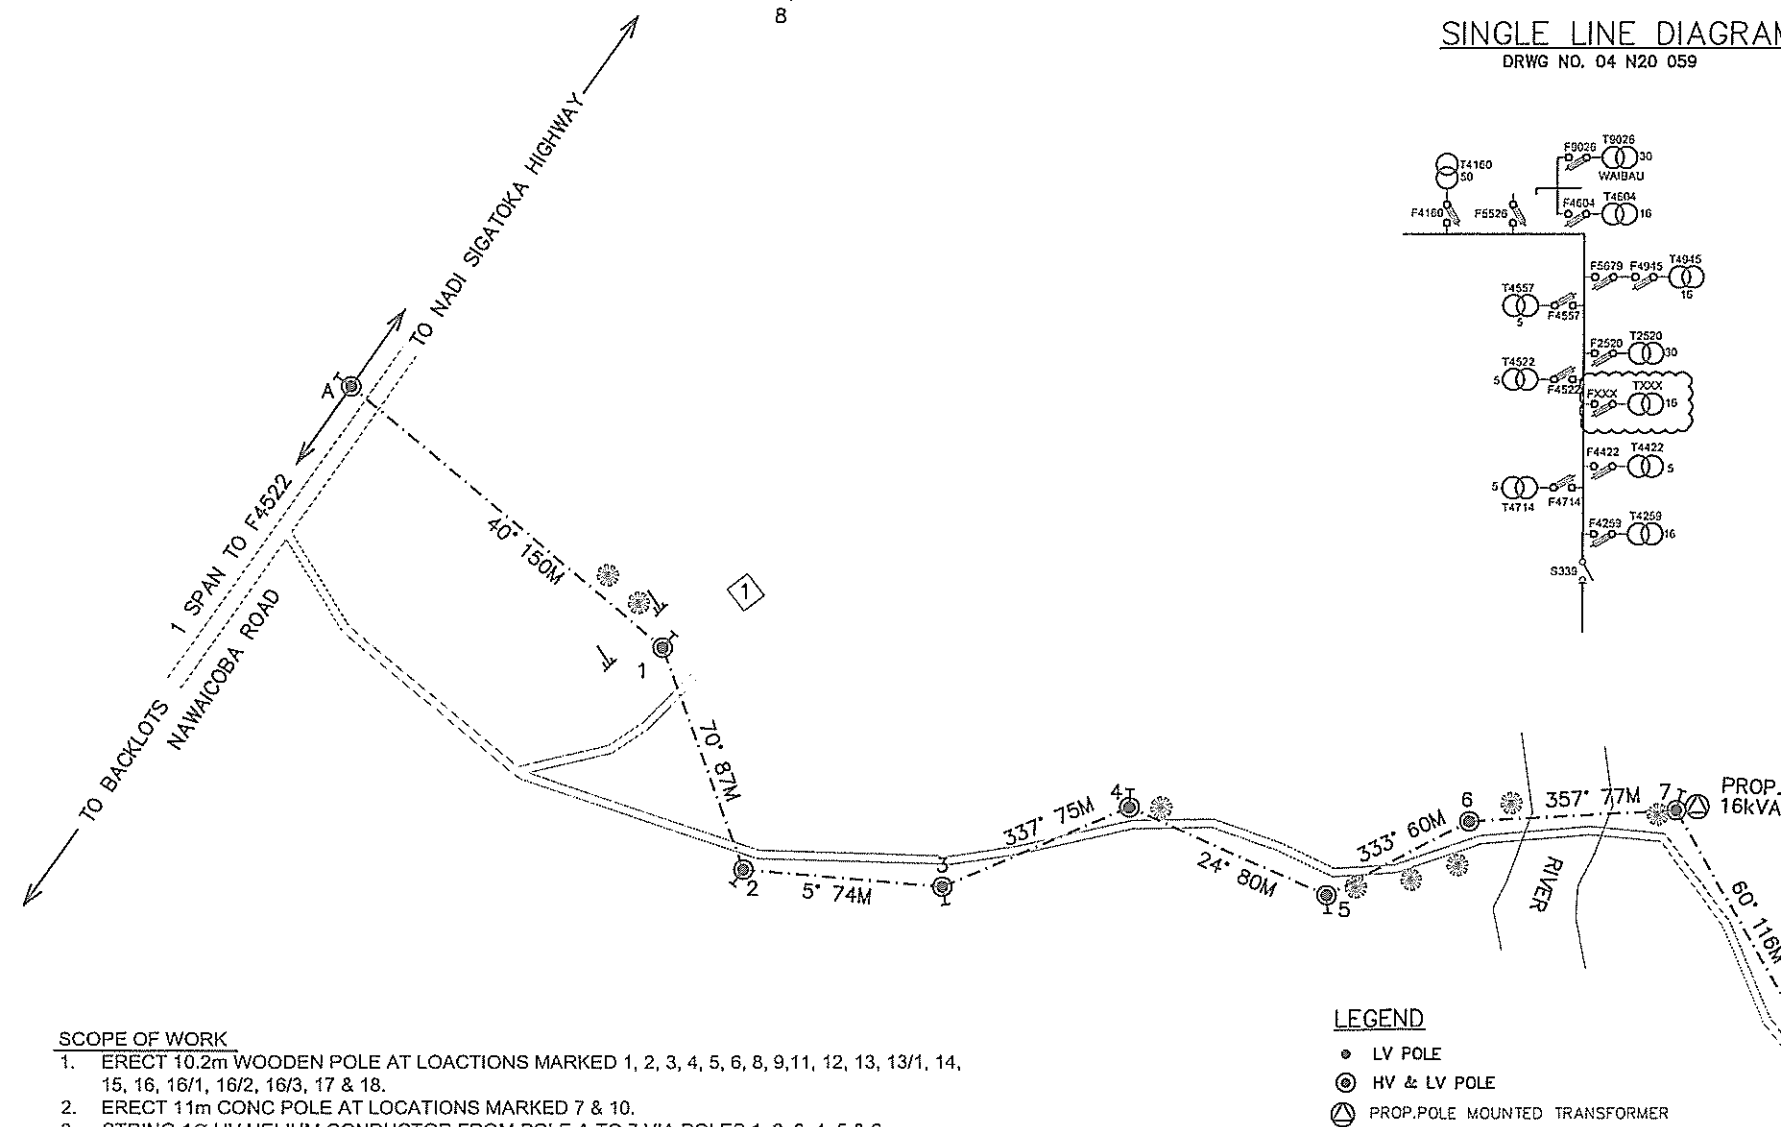 8
SINGLE LINE DIAGRAM
DRWG NO. 04 N20 059
TO NADI SIGATOKA HIGHWAY
1 SPAN TO F4522
TO BACKLOTS
NAWAICOBA ROAD
A
40° 150M
1
1
70° 87M
2
5° 74M
3
337° 75M
4
24° 80M
5
333° 60M
6
357° 77M
RIVER
7
PROP.
16kVA
60° 116M
T4160
50
F4160
F5526
F9026
T9026
30
WAIBAU
F4604
T4604
16
F5679
F4945
T4945
16
T4557
5
F4557
F2520
T2520
30
T4522
5
F4522
FXXX
TXXX
16
F4422
T4422
5
5
T4714
F4714
F4259
T4259
16
S339
SCOPE OF WORK
1. ERECT 10.2m WOODEN POLE AT LOACTIONS MARKED 1, 2, 3, 4, 5, 6, 8, 9,11, 12, 13, 13/1, 14,
15, 16, 16/1, 16/2, 16/3, 17 & 18.
2. ERECT 11m CONC POLE AT LOCATIONS MARKED 7 & 10.
LEGEND
LV POLE
HV & LV POLE
PROP.POLE MOUNTED TRANSFORMER